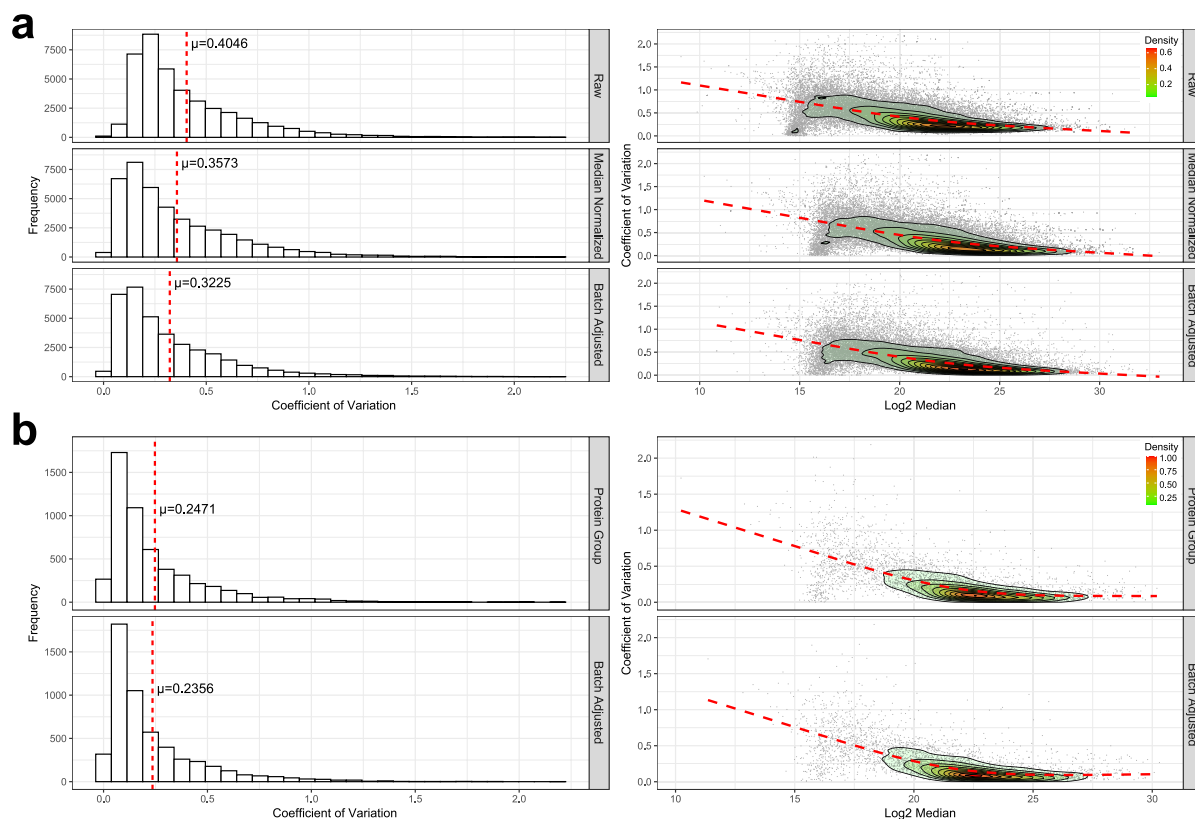 a
Frequency
7500
5000
2500
0
μ=0.4046
Raw
7500
5000
2500
0
μ=0.3573
Median Normalized
7500
5000
2500
0
μ=0.3225
Batch Adjusted
0.0 0.5 1.0 1.5 2.0
Coefficient of Variation
Coefficient of Variation
2.0
1.5
1.0
0.5
0.0
Density
0.6
0.4
0.2
Raw
2.0
1.5
1.0
0.5
0.0
Median Normalized
2.0
1.5
1.0
0.5
0.0
Batch Adjusted
10 15 20 25 30
Log2 Median
b
Frequency
1500
1000
500
0
μ=0.2471
Protein Group
1500
1000
500
0
μ=0.2356
Batch Adjusted
0.0 0.5 1.0 1.5 2.0
Coefficient of Variation
Coefficient of Variation
2.0
1.5
1.0
0.5
0.0
Density
1.00
0.75
0.50
0.25
Protein Group
2.0
1.5
1.0
0.5
0.0
Batch Adjusted
10 15 20 25 30
Log2 Median